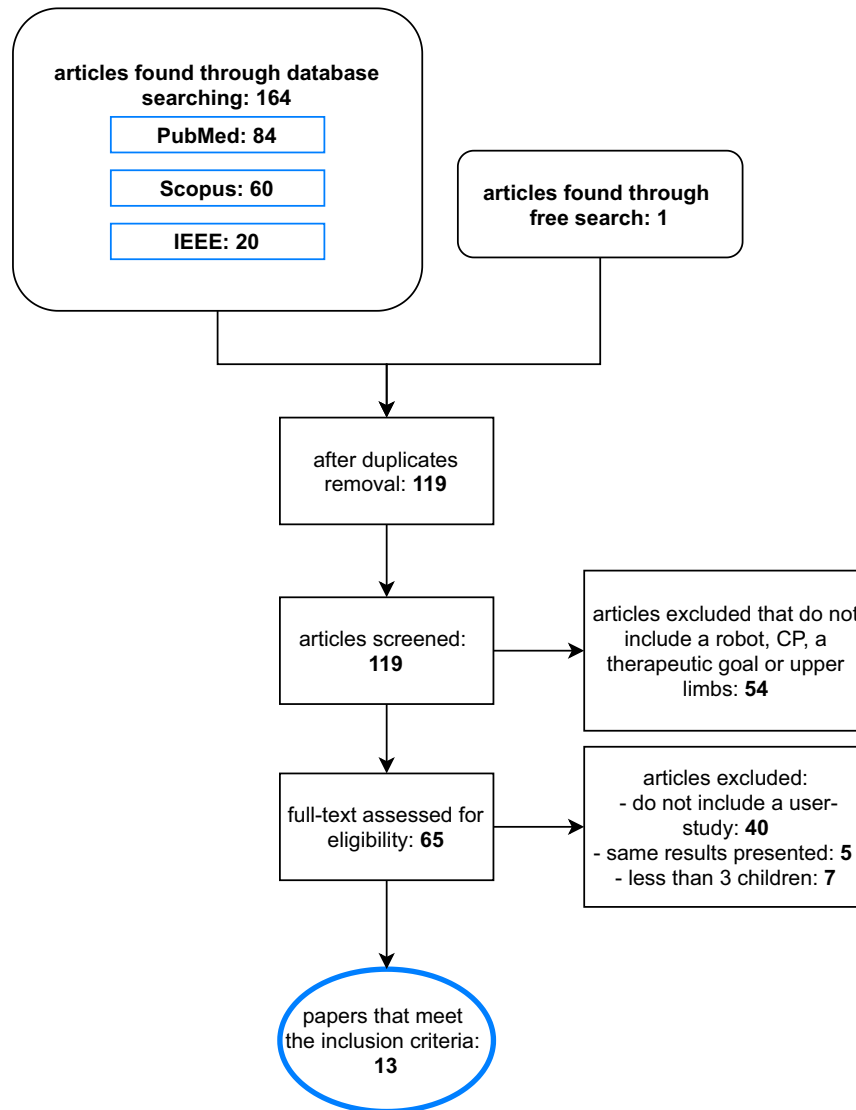 articles found through database
searching: 164
PubMed: 84
Scopus: 60
IEEE: 20
articles found through
free search: 1
after duplicates
removal: 119
articles screened:
119
articles excluded that do not
include a robot, CP, a
therapeutic goal or upper
limbs: 54
full-text assessed for
eligibility: 65
articles excluded:
- do not include a user-
study: 40
- same results presented: 5
- less than 3 children: 7
papers that meet
the inclusion criteria:
13